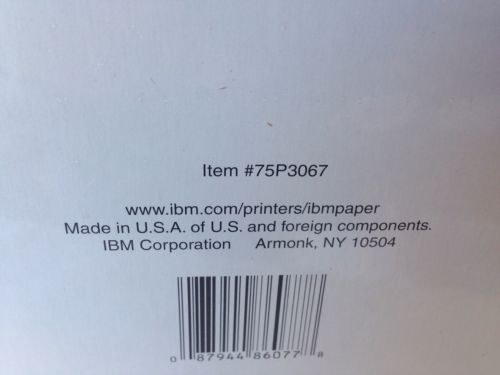 Item #75P3067
www.ibm.com/printers/ibmpaper
Made in U.S.A. of U.S. and foreign components.
IBM Corporation Armonk, NY 10504
0 87944 86077 8